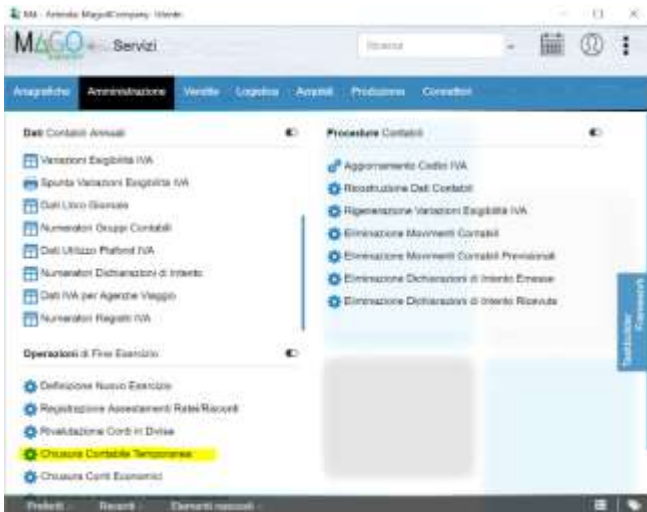 MAGO
Servizi
Ricerca
Anagrafiche Amministrazione Vendite Logistica Acquisti Produzione Connettori
Dati Contabili Annuali
Variazioni Esigibilità IVA
Spunta Variazioni Esigibilità IVA
Dati Libro Giornale
Numeratori Gruppi Contabili
Dati Utilizzo Plafond IVA
Numeratori Dichiarazioni di Intento
Dati IVA per Agenzie Viaggio
Numeratori Registri IVA
Operazioni di Fine Esercizio
Definizione Nuovo Esercizio
Registrazione Assestamenti Ratei/Risconti
Rivalutazione Conti in Divisa
Chiusura Contabile Temporanea
Chiusura Conti Economici
Procedure Contabili
Aggiornamento Codici IVA
Ricostruzione Dati Contabili
Rigenerazione Variazioni Esigibilità IVA
Eliminazione Movimenti Contabili
Eliminazione Movimenti Contabili Previsionali
Eliminazione Dichiarazioni di Intento Emesse
Eliminazione Dichiarazioni di Intento Ricevute
TaskBuilder Framework
Preferiti Recenti Elementi nascosti